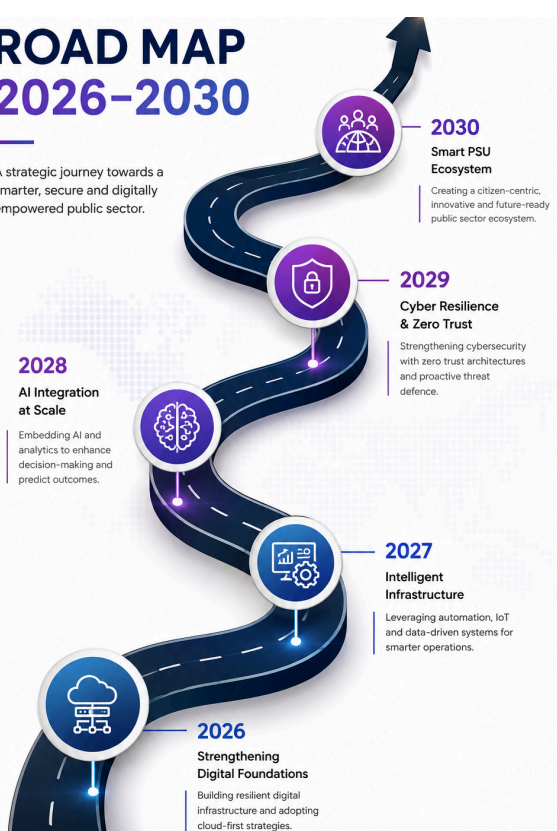 ROAD MAP
2026-2030
A strategic journey towards a
smarter, secure and digitally
empowered public sector.
2030
Smart PSU
Ecosystem
Creating a citizen-centric,
innovative and future-ready
public sector ecosystem.
2029
Cyber Resilience
& Zero Trust
Strengthening cybersecurity
with zero trust architectures
and proactive threat
defence.
2028
AI Integration
at Scale
Embedding AI and
analytics to enhance
decision-making and
predict outcomes.
2027
Intelligent
Infrastructure
Leveraging automation, IoT
and data-driven systems for
smarter operations.
2026
Strengthening
Digital Foundations
Building resilient digital
infrastructure and adopting
cloud-first strategies.